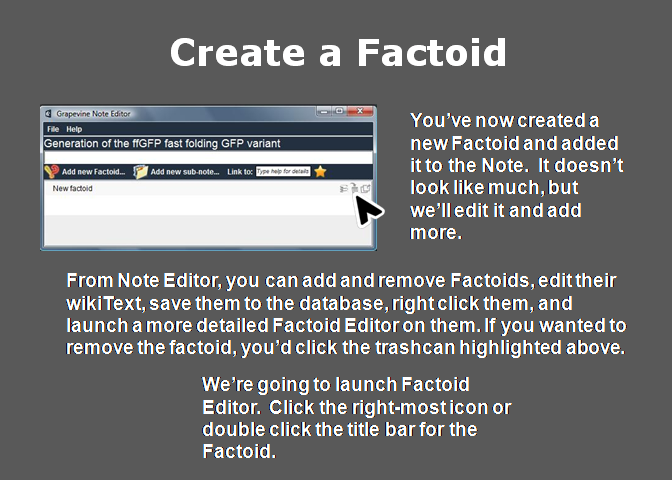 Create a Factoid
Grapevine Note Editor
File Help
Generation of the ffGFP fast folding GFP variant
Add new Factoid... Add new sub-note... Link to: Type help for details
New factoid
You've now created a
new Factoid and added
it to the Note. It doesn't
look like much, but
we'll edit it and add
more.
From Note Editor, you can add and remove Factoids, edit their
wikiText, save them to the database, right click them, and
launch a more detailed Factoid Editor on them. If you wanted to
remove the factoid, you'd click the trashcan highlighted above.
We're going to launch Factoid
Editor. Click the right-most icon or
double click the title bar for the
Factoid.